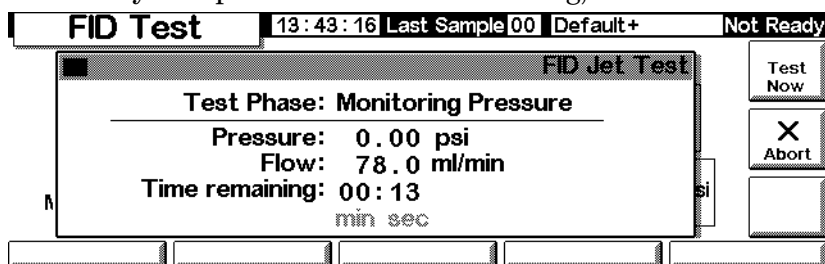 FID Test 13:43:16 Last Sample 00 Default+ Not Ready
FID Jet Test
Test Now
Test Phase: Monitoring Pressure
Pressure: 0.00 psi
Flow: 78.0 ml/min
Time remaining: 00:13
min sec
X
Abort
si